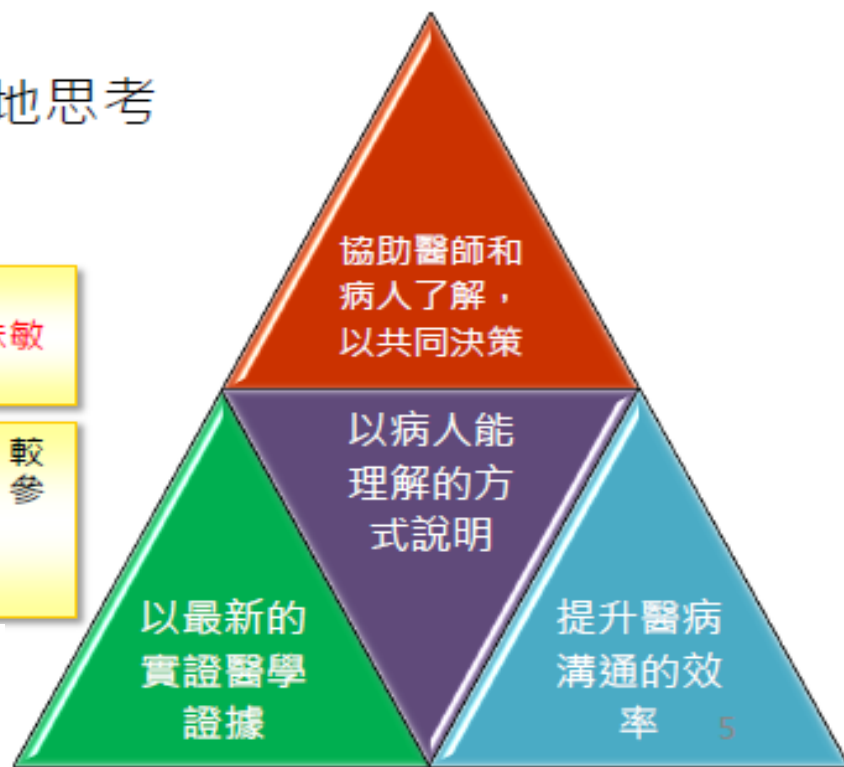 地思考
協助醫師和
病人了解，
以共同決策
敏
較
參
以病人能
理解的方
式說明
以最新的
實證醫學
證據
提升醫病
溝通的效
率
5